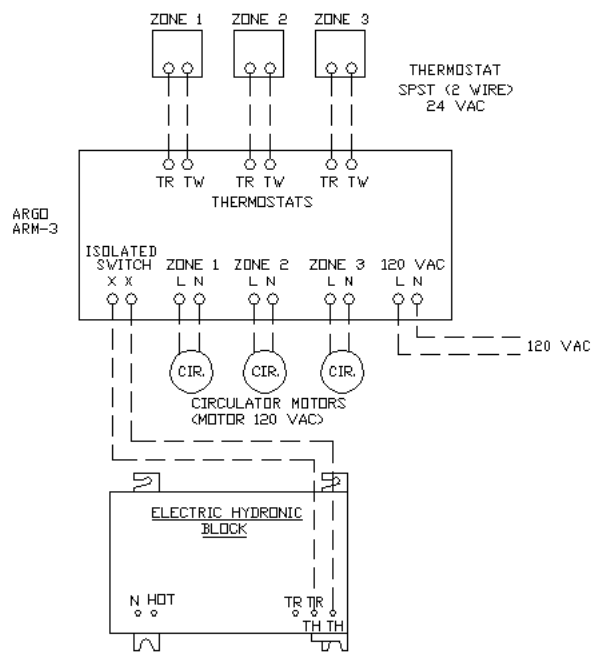 ZONE 1 ZONE 2 ZONE 3
THERMOSTAT
SPST (2 WIRE)
24 VAC
TR TW TR TW TR TW
THERMOSTATS
ARGO
ARM-3
ISOLATED
SWITCH ZONE 1 ZONE 2 ZONE 3 120 VAC
X X L N L N L N L N
120 VAC
CIR. CIR. CIR.
CIRCULATOR MOTORS
(MOTOR 120 VAC)
ELECTRIC HYDRONIC
BLOCK
N HOT TR TR
TH TH